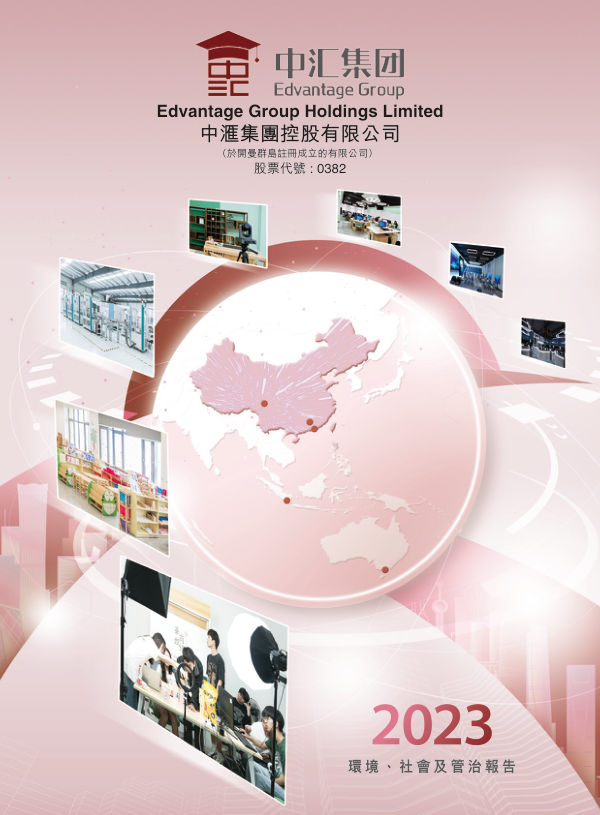 中汇集团
Edvantage Group
Edvantage Group Holdings Limited
中滙集團控股有限公司
（於開曼群島註冊成立的有限公司）
股票代號 : 0382
2023
環境、社會及管治報告